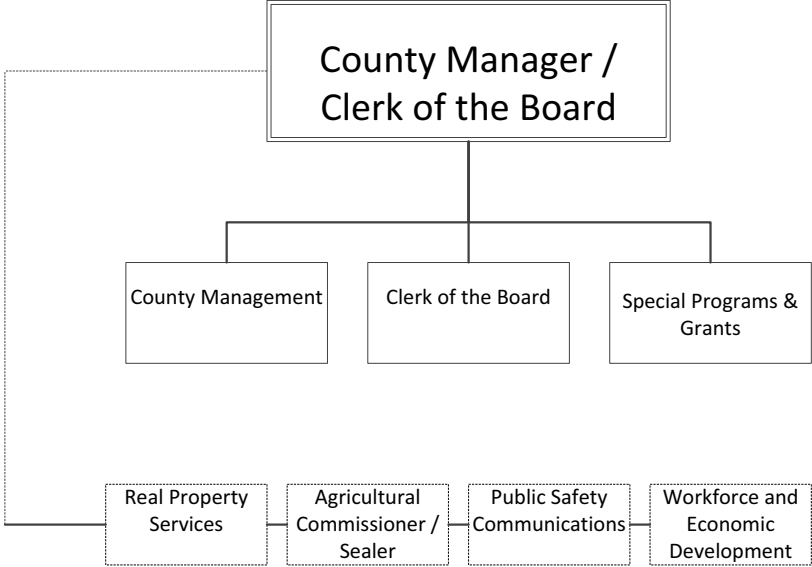 County Manager /
Clerk of the Board
County Management
Clerk of the Board
Special Programs &
Grants
Real Property
Services
Agricultural
Commissioner /
Sealer
Public Safety
Communications
Workforce and
Economic
Development